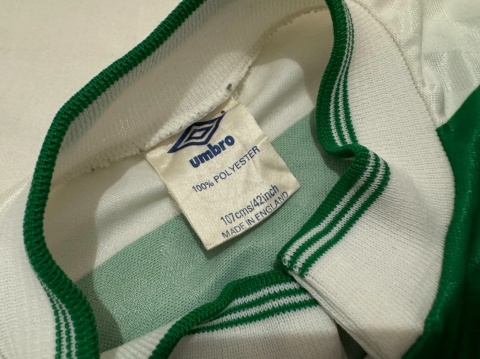 umbro
100% POLYESTER
107cms/42inch
MADE IN ENGLAND